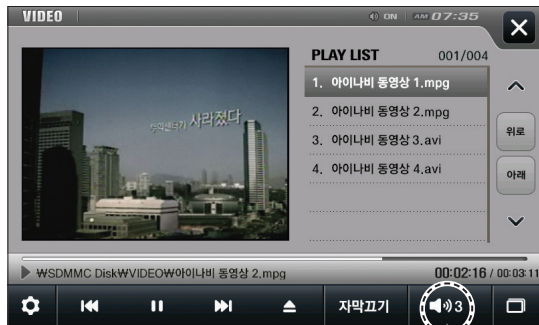 VIDEO
ON AM 07:35
PLAY LIST 001/004
1. 아이나비 동영상 1.mpg
2. 아이나비 동영상 2.mpg
3. 아이나비 동영상 3.avi
4. 아이나비 동영상 4.avi
위로
아래
사라졌다
₩SDMMC Disk₩VIDEO₩아이나비 동영상 2.mpg
00:02:16 / 00:03:11
자막끄기
3